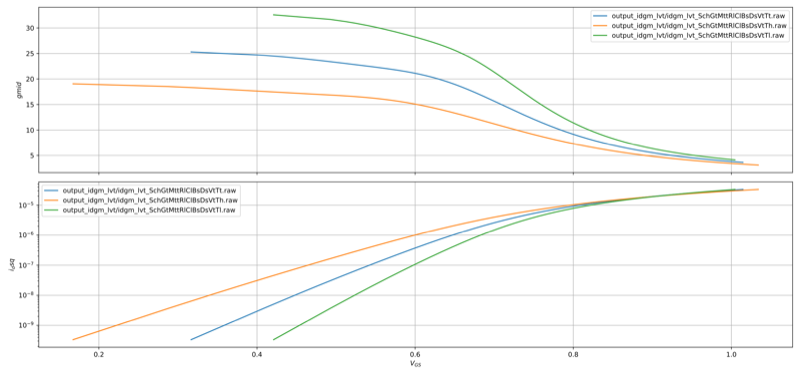 30
25
20
15
10
5
gmid
output_idgm_lvt/idgm_lvt_SchGtMttRlClBsDsVtTt.raw
output_idgm_lvt/idgm_lvt_SchGtMttRlClBsDsVtTh.raw
output_idgm_lvt/idgm_lvt_SchGtMttRlClBsDsVtTl.raw
output_idgm_lvt/idgm_lvt_SchGtMttRlClBsDsVtTt.raw
output_idgm_lvt/idgm_lvt_SchGtMttRlClBsDsVtTh.raw
output_idgm_lvt/idgm_lvt_SchGtMttRlClBsDsVtTl.raw
10⁻⁵
10⁻⁶
10⁻⁷
10⁻⁸
10⁻⁹
i_dsq
0.2 0.4 0.6 0.8 1.0
V_GS